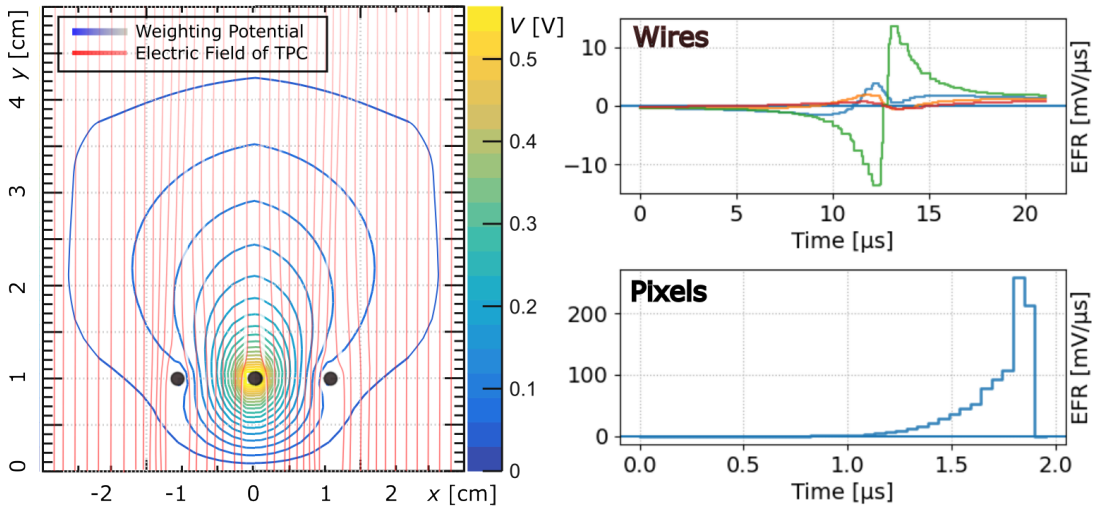 Weighting Potential
Electric Field of TPC
V [V]
y [cm]
4
3
2
1
0
-2
-1
0
1
2
x [cm]
0.5
0.4
0.3
0.2
0.1
0
Wires
10
0
−10
0
5
10
15
20
Time [µs]
EFR [mV/µs]
Pixels
200
100
0
0.0
0.5
1.0
1.5
2.0
Time [µs]
EFR [mV/µs]